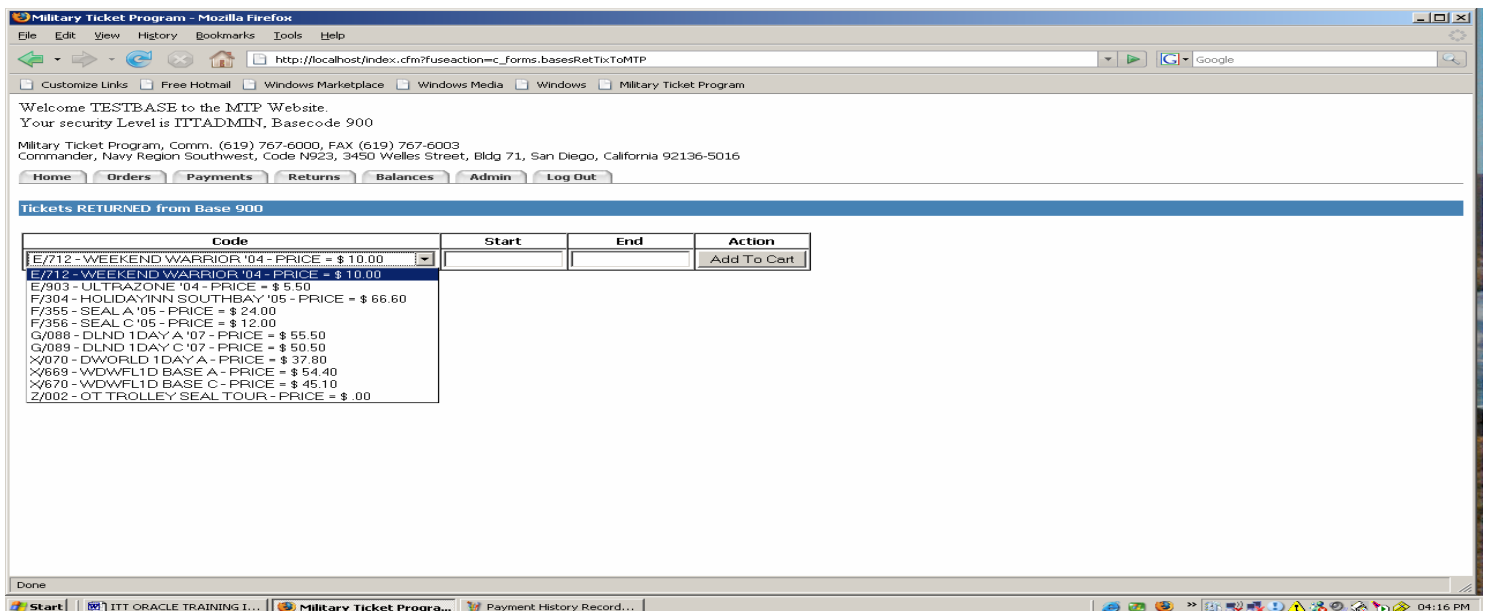 Military Ticket Program - Mozilla Firefox
File Edit View History Bookmarks Tools Help
http://localhost/index.cfm?fuseaction=c_forms.basesRetTixToMTP
Google
Customize Links Free Hotmail Windows Marketplace Windows Media Windows Military Ticket Program
Welcome TESTBASE to the MTP Website.
Your security Level is ITTADMIN, Basecode 900
Military Ticket Program, Comm. (619) 767-6000, FAX (619) 767-6003
Commander, Navy Region Southwest, Code N923, 3450 Welles Street, Bldg 71, San Diego, California 92136-5016
Home Orders Payments Returns Balances Admin Log Out
Tickets RETURNED from Base 900
Code Start End Action
E/712 - WEEKEND WARRIOR '04 - PRICE = $ 10.00 Add To Cart
E/712 - WEEKEND WARRIOR '04 - PRICE = $ 10.00
E/903 - ULTRAZONE '04 - PRICE = $ 5.50
F/304 - HOLIDAYINN SOUTHBAY '05 - PRICE = $ 66.60
F/355 - SEAL A '05 - PRICE = $ 24.00
F/356 - SEAL C '05 - PRICE = $ 12.00
G/088 - DLND 1DAY A '07 - PRICE = $ 55.50
G/089 - DLND 1DAY C '07 - PRICE = $ 50.50
X/070 - DWORLD 1DAY A - PRICE = $ 37.80
X/669 - WDWFL1D BASE A - PRICE = $ 54.40
X/670 - WDWFL1D BASE C - PRICE = $ 45.10
Z/002 - OT TROLLEY SEAL TOUR - PRICE = $ .00
Done
Start ITT ORACLE TRAINING I... Military Ticket Progra... Payment History Record... 04:16 PM